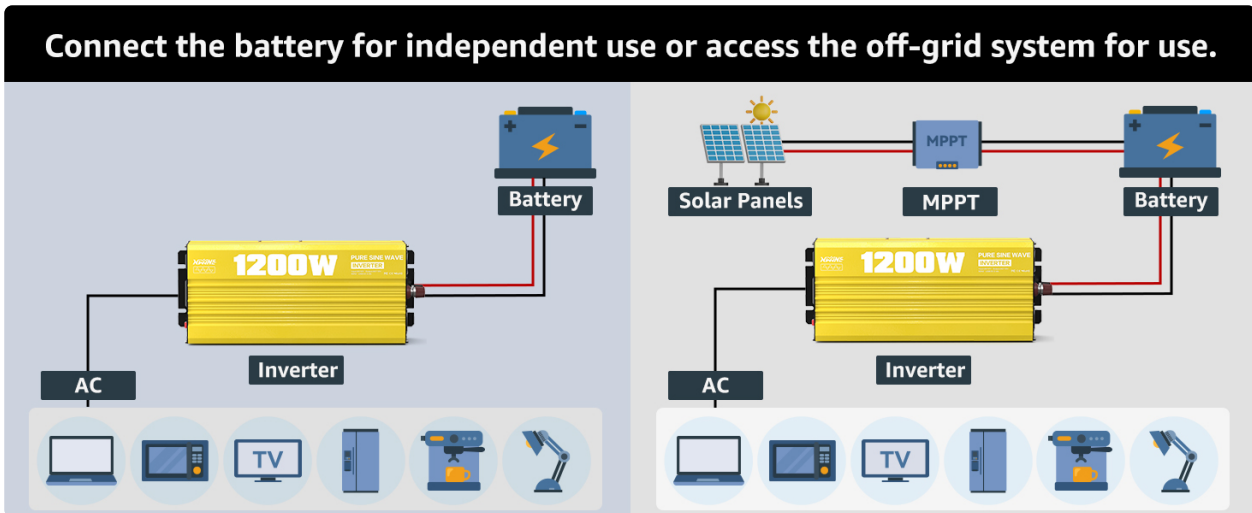 Connect the battery for independent use or access the off-grid system for use.
Battery
1200W
PURE SINE WAVE
INVERTER
Inverter
AC
TV
MPPT
Solar Panels
MPPT
Battery
1200W
PURE SINE WAVE
INVERTER
Inverter
AC
TV